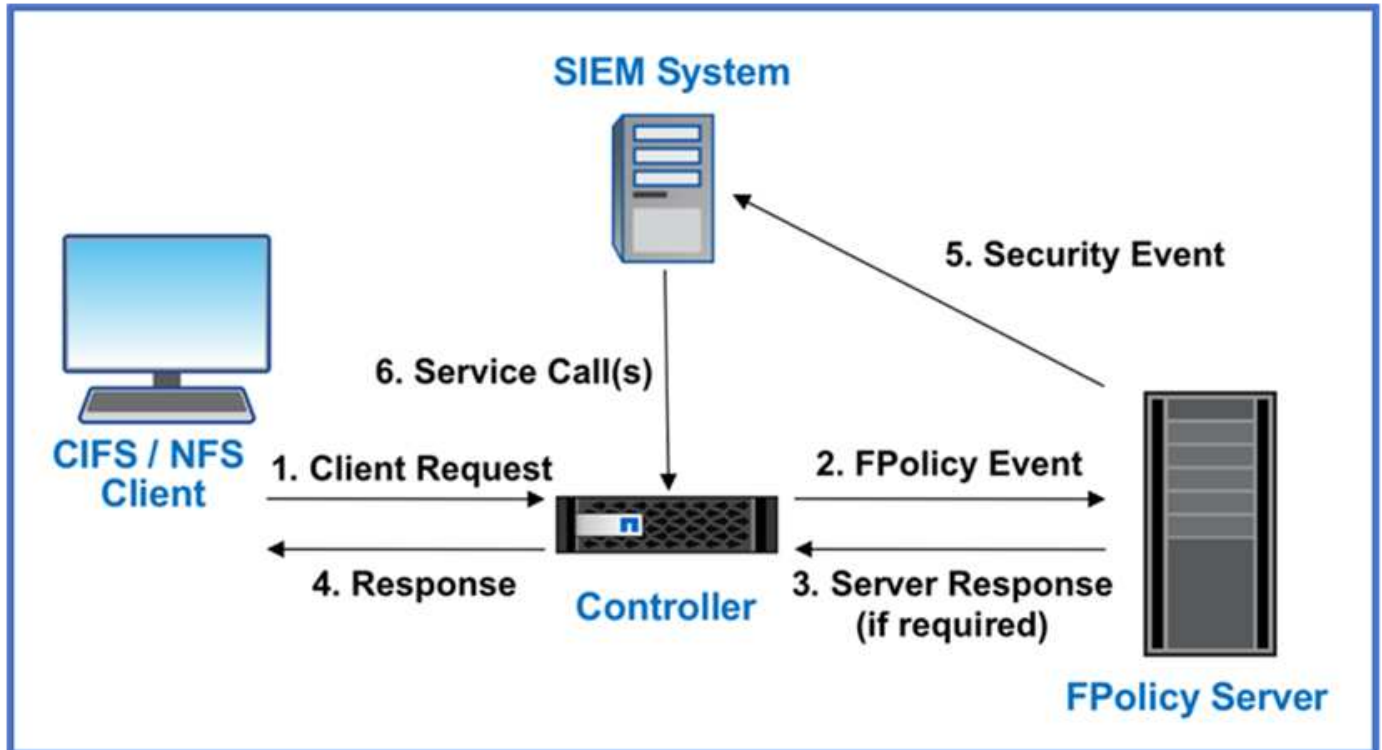 SIEM System
5. Security Event
6. Service Call(s)
CIFS / NFS
Client
1. Client Request
2. FPolicy Event
4. Response
Controller
3. Server Response
(if required)
FPolicy Server